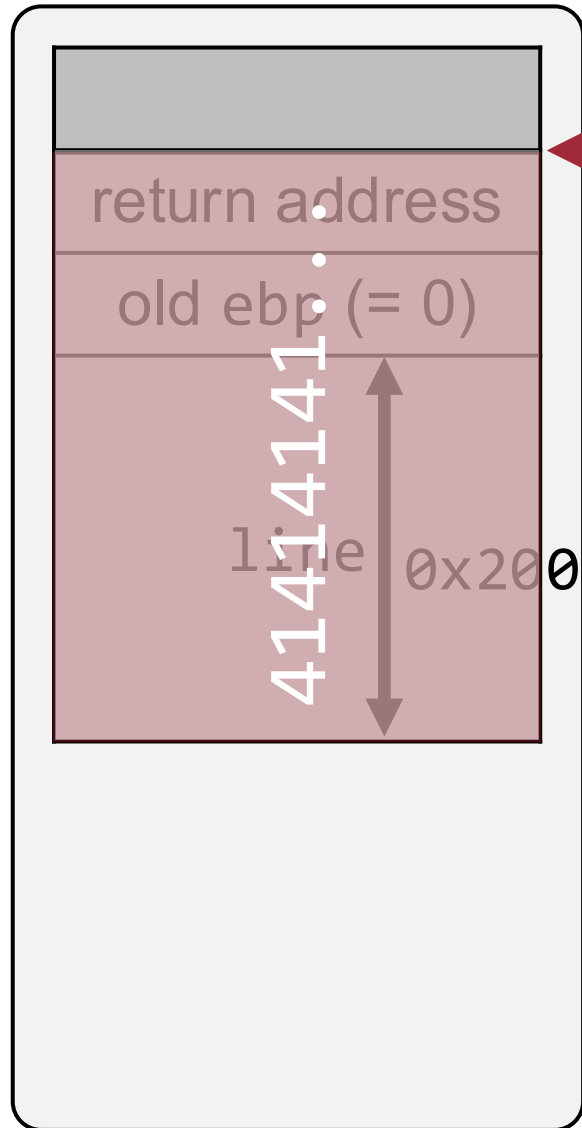 return address
old ebp (= 0)
line
0x200
41414141...